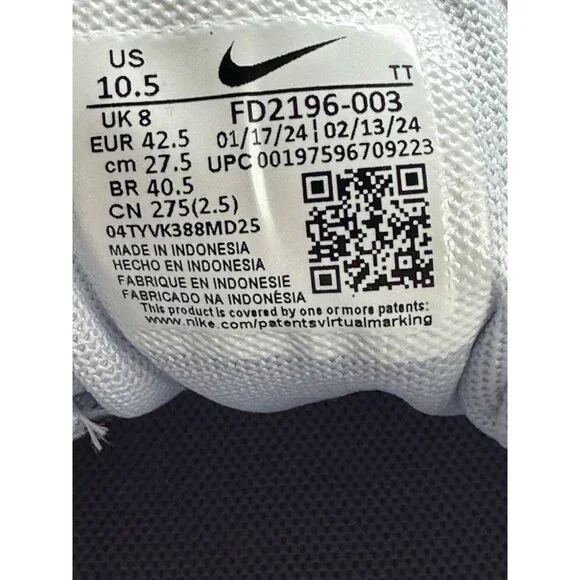 US
10.5
TT
UK 8
FD2196-003
EUR 42.5
01/17/24 | 02/13/24
cm 27.5
UPC 00197596709223
BR 40.5
CN 275(2.5)
04TYVK388MD25
MADE IN INDONESIA
HECHO EN INDONESIA
FABRIQUE EN INDONESIE
FABRICADO NA INDONÉSIA
This product is covered by one or more patents:
www.nike.com/patentsvirtualmarking